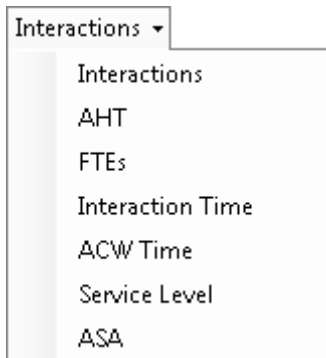 Interactions
Interactions
AHT
FTEs
Interaction Time
ACW Time
Service Level
ASA